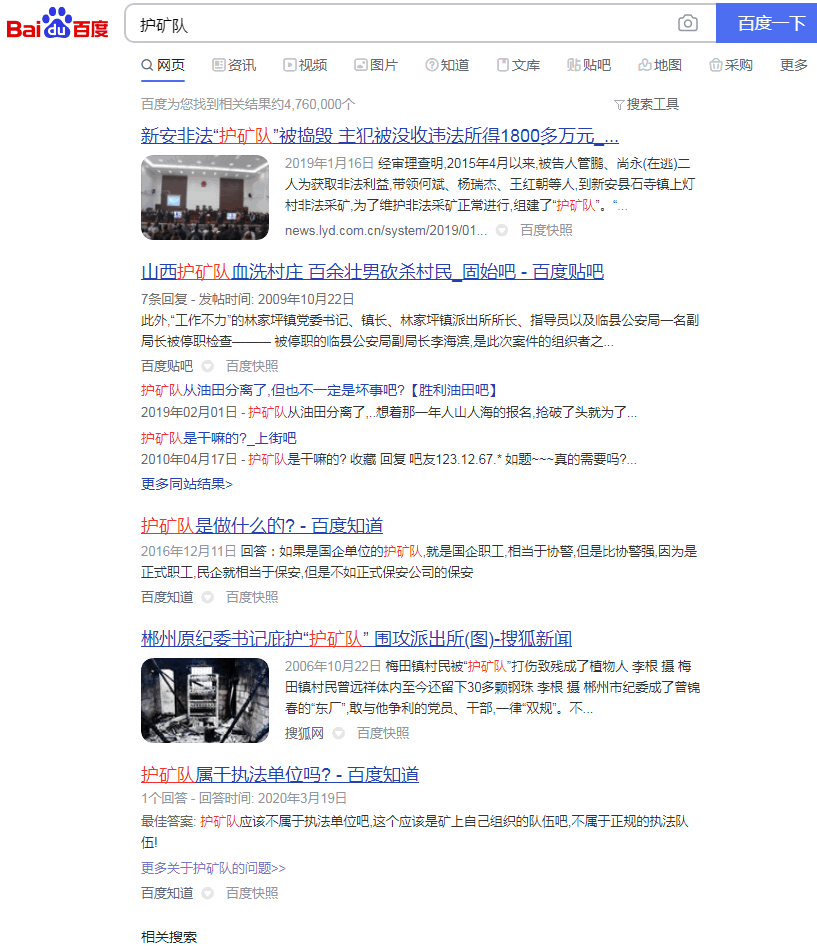 Bai du 百度 护矿队 百度一下
网页 资讯 视频 图片 知道 文库 贴吧 地图 采购 更多
百度为您找到相关结果约4,760,000个 搜索工具
新安非法“护矿队”被捣毁 主犯被没收违法所得1800多万元_...
2019年1月16日 经审理查明,2015年4月以来,被告人管鹏、尚永(在逃)二
人为获取非法利益,带领何斌、杨瑞杰、王红朝等人,到新安县石寺镇上灯
村非法采矿,为了维护非法采矿正常进行,组建了“护矿队”。“...
news.lyd.com.cn/system/2019/01... 百度快照
山西护矿队血洗村庄 百余壮男砍杀村民_固始吧 - 百度贴吧
7条回复 - 发帖时间: 2009年10月22日
此外,“工作不力”的林家坪镇党委书记、镇长、林家坪镇派出所所长、指导员以及临县公安局一名副
局长被停职检查——— 被停职的临县公安局副局长李海滨,是此次案件的组织者之...
百度贴吧 百度快照
护矿队从油田分离了,但也不一定是坏事吧?【胜利油田吧】
2019年02月01日 - 护矿队从油田分离了,..想着那一年人山人海的报名,抢破了头就为了...
护矿队是干嘛的?_上街吧
2010年04月17日 - 护矿队是干嘛的? 收藏 回复 吧友123.12.67.* 如题~~~真的需要吗?...
更多同站结果>
护矿队是做什么的? - 百度知道
2016年12月11日 回答：如果是国企单位的护矿队,就是国企职工,相当于协警,但是比协警强,因为是
正式职工,民企就相当于保安,但是不如正式保安公司的保安
百度知道 百度快照
郴州原纪委书记庇护“护矿队” 围攻派出所(图)-搜狐新闻
2006年10月22日 梅田镇村民被“护矿队”打伤致残成了植物人 李根 摄 梅
田镇村民曾远祥体内至今还留下30多颗钢珠 李根 摄 郴州市纪委成了曾锦
春的“东厂”,敢与他争利的党员、干部,一律“双规”。不...
搜狐网 百度快照
护矿队属于执法单位吗? - 百度知道
1个回答 - 回答时间: 2020年3月19日
最佳答案: 护矿队应该不属于执法单位吧,这个应该是矿上自己组织的队伍吧,不属于正规的执法队
伍!
更多关于护矿队的问题>>
百度知道 百度快照
相关搜索